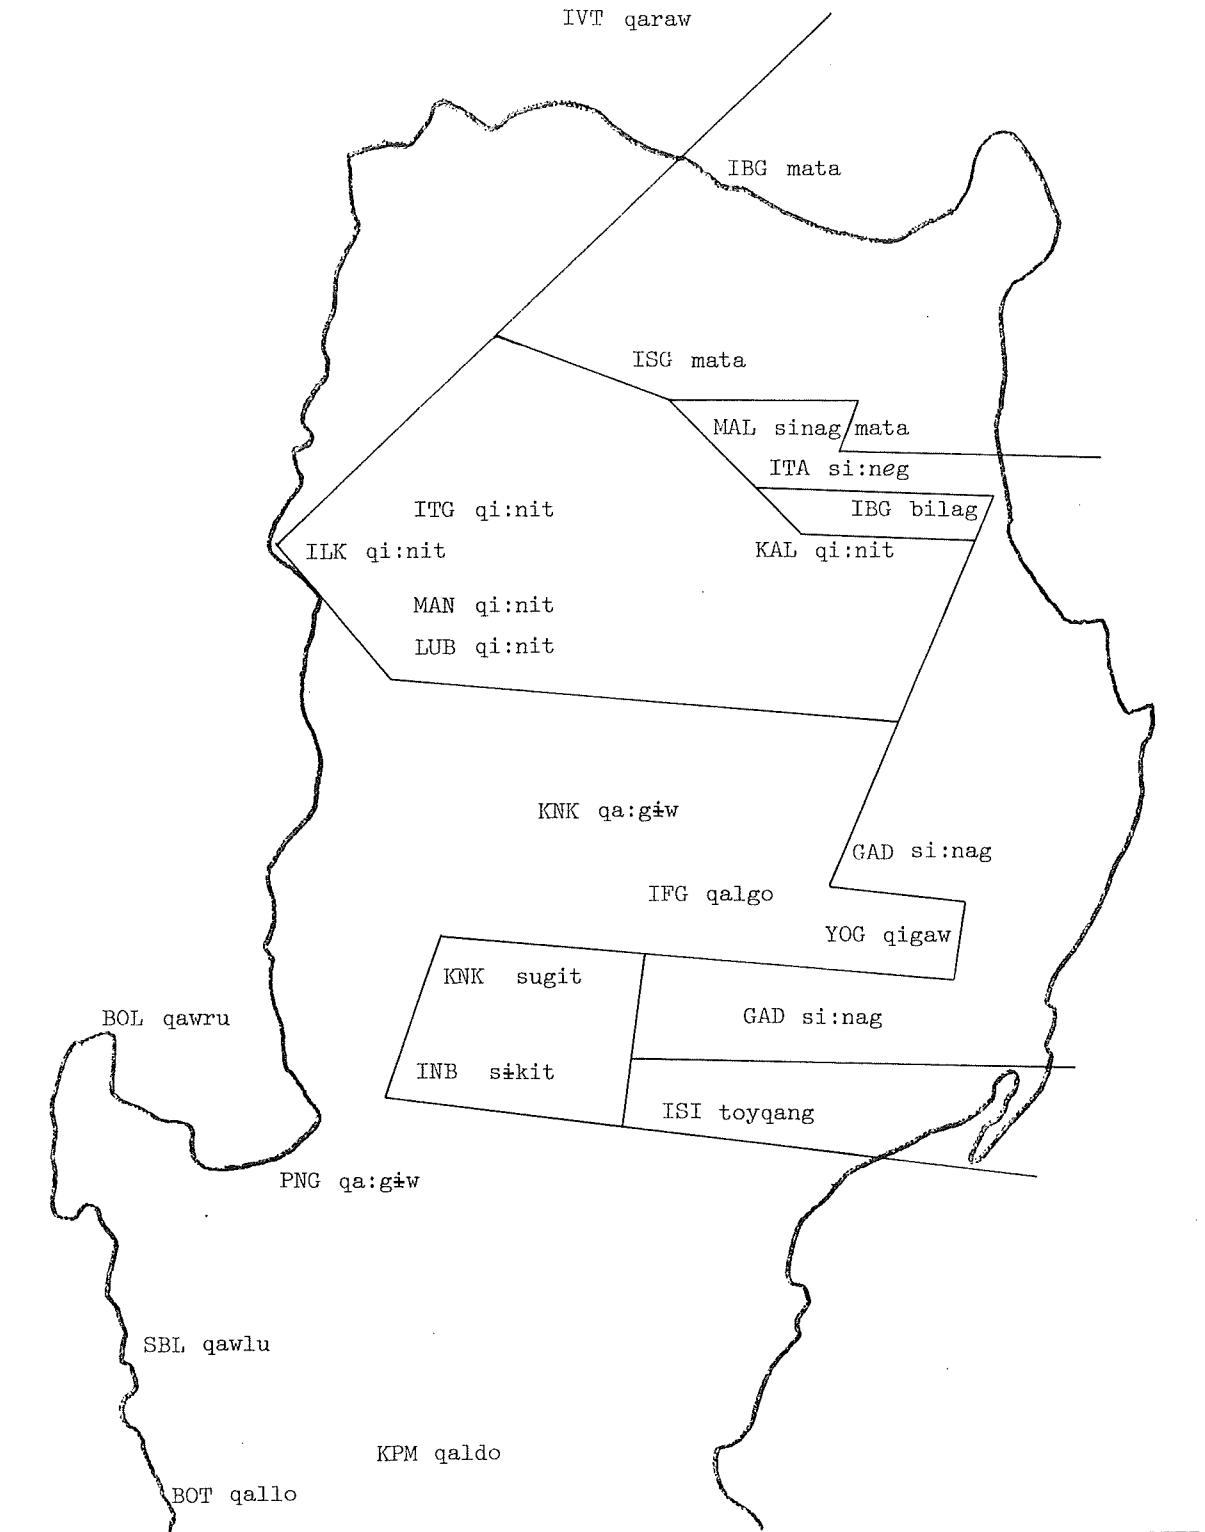 IVT qaraw
IBG mata
ISG mata
MAL sinag/mata
ITA si:neg
ITG qi:nit
IBG bilag
ILK qi:nit
KAL qi:nit
MAN qi:nit
LUB qi:nit
KNK qa:gɨw
GAD si:nag
IFG qalgo
YOG qigaw
KNK sugit
BOL qawru
GAD si:nag
INB sɨkit
ISI toyqang
PNG qa:gɨw
SBL qawlu
KPM qaldo
BOT qallo